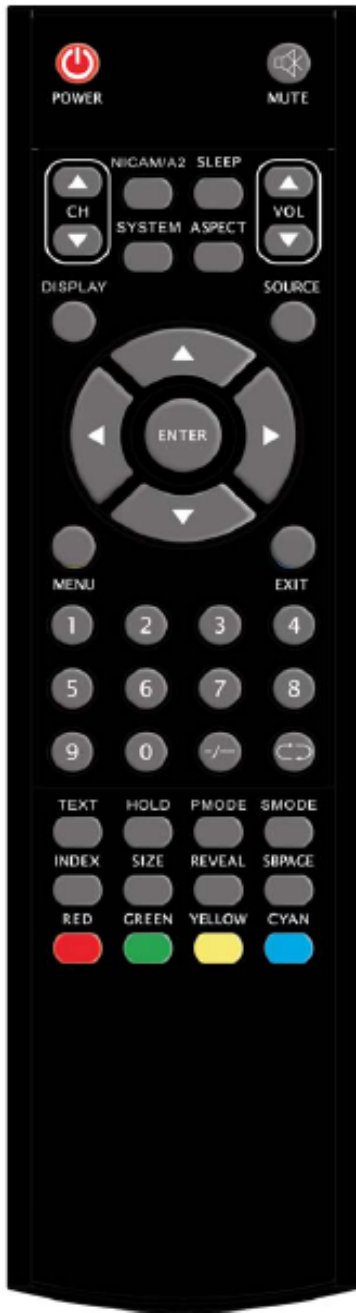 POWER MUTE
NICAM/A2 SLEEP
CH VOL
SYSTEM ASPECT
DISPLAY SOURCE
ENTER
MENU EXIT
1 2 3 4
5 6 7 8
9 0 -/--
TEXT HOLD PMODE SMODE
INDEX SIZE REVEAL SBPAGE
RED GREEN YELLOW CYAN